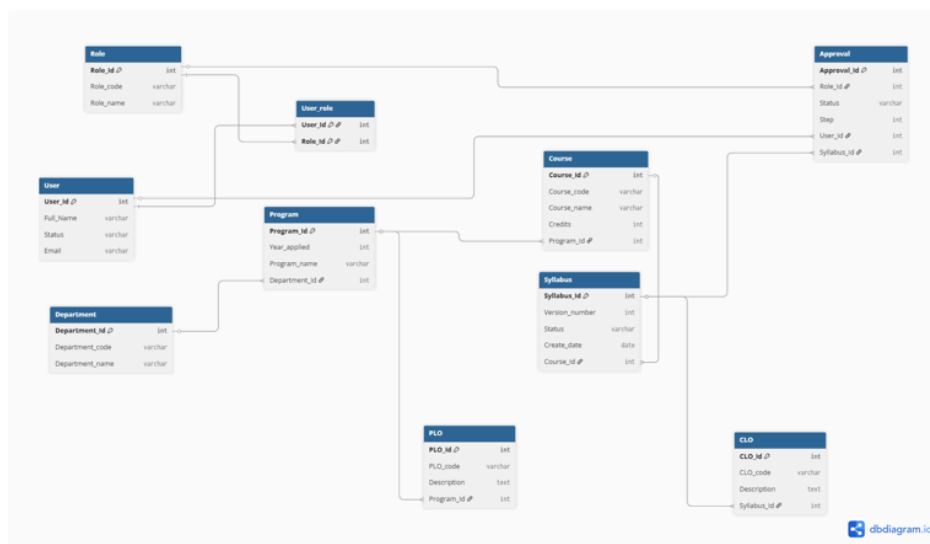 Role
Role_Id int
Role_code varchar
Role_name varchar
User_role
User_Id int
Role_Id int
Approval
Approval_Id int
Role_Id int
Status varchar
Step int
User_Id int
Syllabus_Id int
User
User_Id int
Full_Name varchar
Status varchar
Email varchar
Program
Program_Id int
Year_applied int
Program_name varchar
Department_Id int
Course
Course_Id int
Course_code varchar
Course_name varchar
Credits int
Program_Id int
Syllabus
Syllabus_Id int
Version_number int
Status varchar
Create_date date
Course_Id int
Department
Department_Id int
Department_code varchar
Department_name varchar
PLO
PLO_Id int
PLO_code varchar
Description text
Program_Id int
CLO
CLO_Id int
CLO_code varchar
Description text
Syllabus_Id int
dbdiagram.io